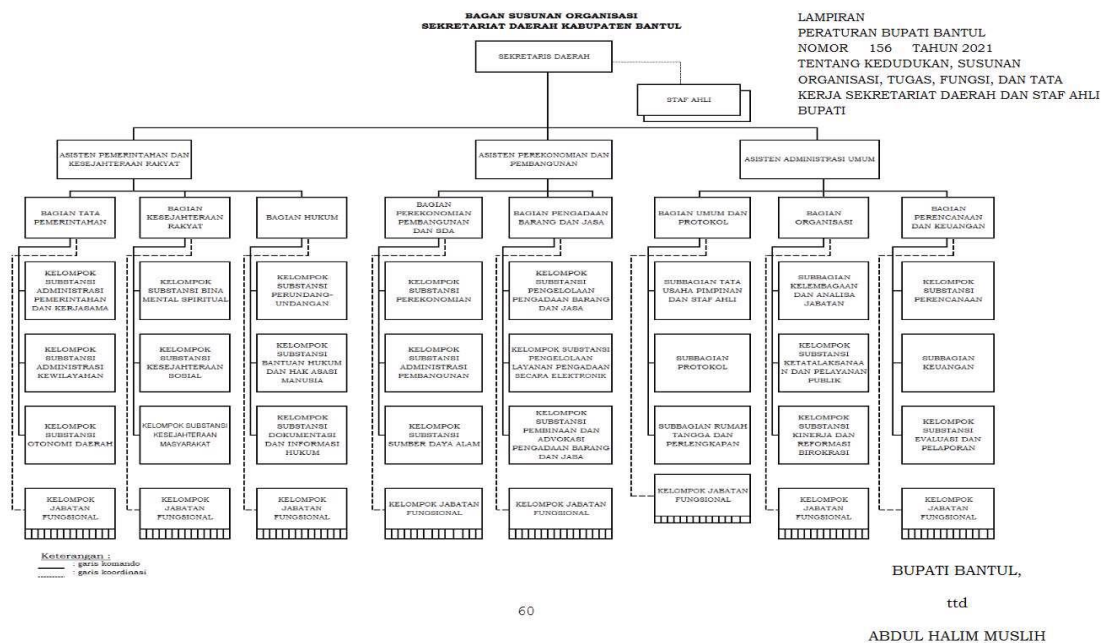 BAGAN SUSUNAN ORGANISASI
SEKRETARIAT DAERAH KABUPATEN BANTUL
LAMPIRAN
PERATURAN BUPATI BANTUL
NOMOR 156 TAHUN 2021
TENTANG KEDUDUKAN, SUSUNAN
ORGANISASI, TUGAS, FUNGSI, DAN TATA
KERJA SEKRETARIAT DAERAH DAN STAF AHLI
BUPATI
SEKRETARIS DAERAH
STAF AHLI
ASISTEN PEMERINTAHAN DAN
KESEJAHTERAAN RAKYAT
ASISTEN PEREKONOMIAN DAN
PEMBANGUNAN
ASISTEN ADMINISTRASI UMUM
BAGIAN TATA
PEMERINTAHAN
BAGIAN
KESEJAHTERAAN
RAKYAT
BAGIAN HUKUM
BAGIAN
PEREKONOMIAN
PEMBANGUNAN
DAN SDA
BAGIAN PENGADAAN
BARANG DAN JASA
BAGIAN UMUM DAN
PROTOKOL
BAGIAN
ORGANISASI
BAGIAN
PERENCANAAN
DAN KEUANGAN
KELOMPOK
SUBSTANSI
ADMINISTRASI
PEMERINTAHAN
DAN KERJASAMA
KELOMPOK
SUBSTANSI BINA
MENTAL SPIRITUAL
KELOMPOK
SUBSTANSI
PERUNDANG-
UNDANGAN
KELOMPOK
SUBSTANSI
PEREKONOMIAN
KELOMPOK
SUBSTANSI
PENGELOLAAN
PENGADAAN BARANG
DAN JASA
SUBBAGIAN TATA
USAHA PIMPINAN
DAN STAF AHLI
SUBBAGIAN
KELEMBAGAAN
DAN ANALISA
JABATAN
KELOMPOK
SUBSTANSI
PERENCANAAN
KELOMPOK
SUBSTANSI
ADMINISTRASI
KEWILAYAHAN
KELOMPOK
SUBSTANSI
KESEJAHTERAAN
SOSIAL
KELOMPOK
SUBSTANSI
BANTUAN HUKUM
DAN HAK ASASI
MANUSIA
KELOMPOK
SUBSTANSI
ADMINISTRASI
PEMBANGUNAN
KELOMPOK SUBSTANSI
PENGELOLAAN
LAYANAN PENGADAAN
SECARA ELEKTRONIK
SUBBAGIAN
PROTOKOL
KELOMPOK
SUBSTANSI
KETATALAKSANAA
N DAN PELAYANAN
PUBLIK
SUBBAGIAN
KEUANGAN
KELOMPOK
SUBSTANSI
OTONOMI DAERAH
KELOMPOK SUBSTANSI
KESEJAHTERAAN
MASYARAKAT
KELOMPOK
SUBSTANSI
DOKUMENTASI
DAN INFORMASI
HUKUM
KELOMPOK
SUBSTANSI
SUMBER DAYA ALAM
KELOMPOK
SUBSTANSI
PEMBINAAN DAN
ADVOKASI
PENGADAAN BARANG
DAN JASA
SUBBAGIAN RUMAH
TANGGA DAN
PERLENGKAPAN
KELOMPOK
SUBSTANSI
KINERJA DAN
REFORMASI
BIROKRASI
KELOMPOK
SUBSTANSI
EVALUASI DAN
PELAPORAN
KELOMPOK
JABATAN
FUNGSIONAL
KELOMPOK
JABATAN
FUNGSIONAL
KELOMPOK
JABATAN
FUNGSIONAL
KELOMPOK JABATAN
FUNGSIONAL
KELOMPOK JABATAN
FUNGSIONAL
KELOMPOK JABATAN
FUNGSIONAL
KELOMPOK
JABATAN
FUNGSIONAL
KELOMPOK
JABATAN
FUNGSIONAL
Keterangan :
: garis komando
: garis koordinasi
BUPATI BANTUL,
ttd
ABDUL HALIM MUSLIH
60